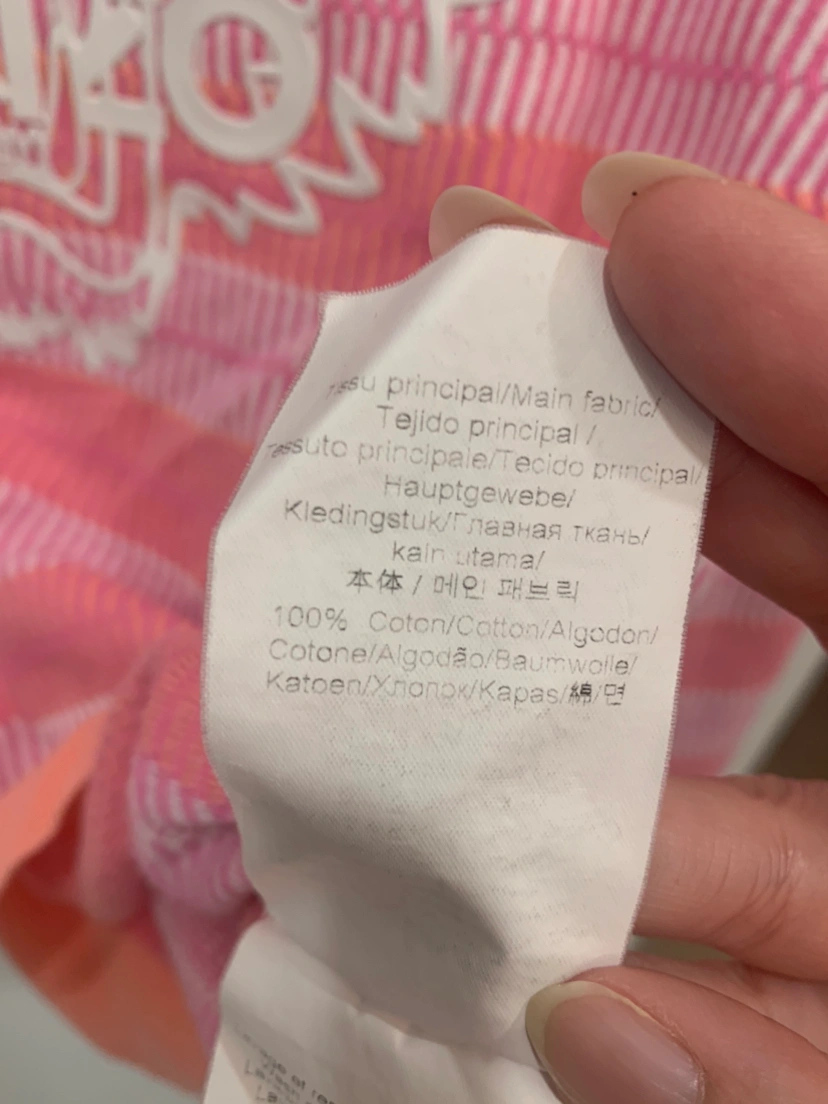 Tissu principal/Main fabric/
Tejido principal /
Tessuto principale/Tecido principal/
Hauptgewebe/
Kledingstuk/Главная ткань/
kain utama/
本体 / 메인 패브릭
100% Coton/Cotton/Algodon/
Cotone/Algodão/Baumwolle/
Katoen/Хлопок/Kapas/綿/면